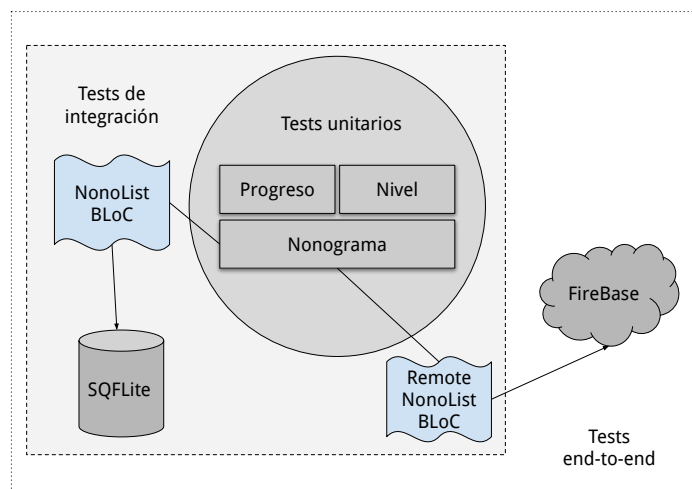 Tests de
integración
Tests unitarios
Progreso
Nivel
NonoList
BLoC
Nonograma
FireBase
SQFLite
Remote
NonoList
BLoC
Tests
end-to-end